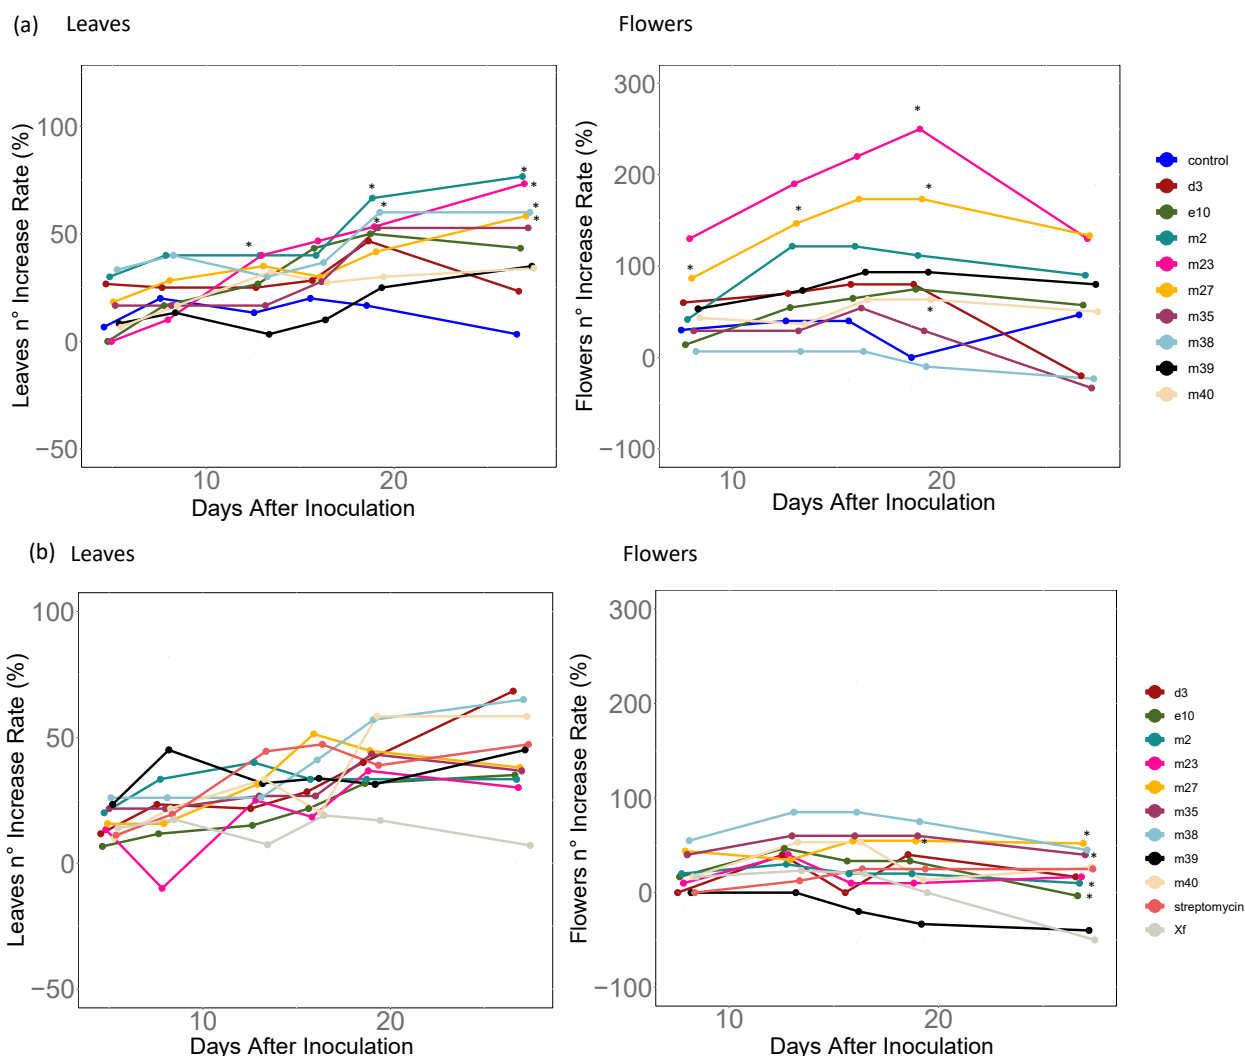 (a) Leaves
Flowers
Leaves n° Increase Rate (%)
100
50
0
−50
10
20
Days After Inoculation
* * * * * * * *
Flowers n° Increase Rate (%)
300
200
100
0
−100
10
20
Days After Inoculation
* * * * *
control
d3
e10
m2
m23
m27
m35
m38
m39
m40
(b) Leaves
Flowers
Leaves n° Increase Rate (%)
100
50
0
−50
10
20
Days After Inoculation
Flowers n° Increase Rate (%)
300
200
100
0
−100
10
20
Days After Inoculation
* * * * *
d3
e10
m2
m23
m27
m35
m38
m39
m40
streptomycin
Xf